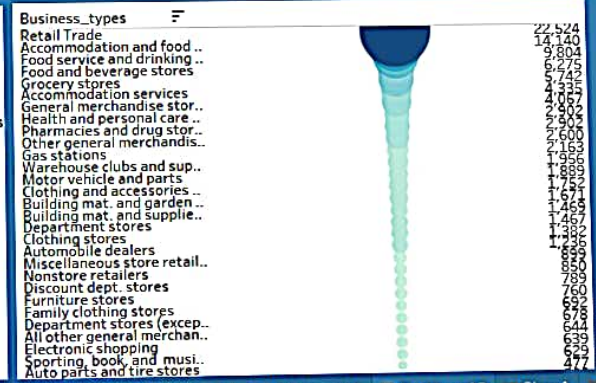 Business_types
Retail Trade 22,524
Accommodation and food .. 14,140
Food service and drinking .. 9,804
Food and beverage stores 6,275
Grocery stores 5,742
Accommodation services 4,335
General merchandise stor.. 4,067
Health and personal care .. 2,902
Pharmacies and drug stor.. 2,902
Other general merchandis.. 2,600
Gas stations 2,163
Warehouse clubs and sup.. 1,956
Motor vehicle and parts 1,889
Clothing and accessories .. 1,752
Building mat. and garden .. 1,671
Building mat. and supplie.. 1,469
Department stores 1,467
Clothing stores 1,382
Automobile dealers 1,236
Miscellaneous store retail.. 899
Nonstore retailers 850
Discount dept. stores 789
Furniture stores 760
Family clothing stores 692
Department stores (excep.. 678
All other general merchan.. 644
Electronic shopping 639
Sporting, book, and musi.. 629
Auto parts and tire stores 477